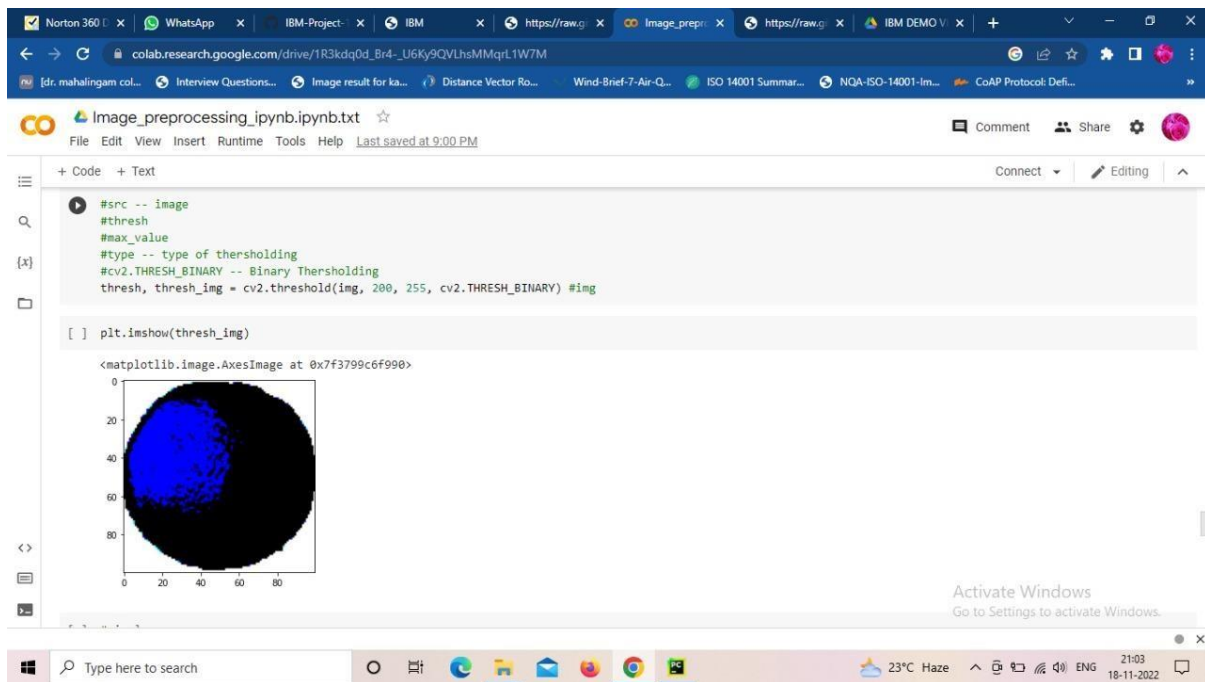 Norton 360 D
WhatsApp
IBM-Project-
IBM
https://raw.g
Image_prepro
https://raw.gi
IBM DEMO VI
colab.research.google.com/drive/1R3kdq0d_Br4-_U6Ky9QVLhsMMqrL1W7M
[dr. mahalingam col...
Interview Questions...
Image result for ka...
Distance Vector Ro...
Wind-Brief-7-Air-Q...
ISO 14001 Summar...
NQA-ISO-14001-Im...
CoAP Protocol: Defi...
Image_preprocessing_ipynb.ipynb.txt
Comment
Share
File Edit View Insert Runtime Tools Help Last saved at 9:00 PM
+ Code + Text
Connect
Editing
#src -- image
#thresh
#max_value
#type -- type of thersholding
#cv2.THRESH_BINARY -- Binary Thersholding
thresh, thresh_img = cv2.threshold(img, 200, 255, cv2.THRESH_BINARY) #img
[ ] plt.imshow(thresh_img)
<matplotlib.image.AxesImage at 0x7f3799c6f990>
0
20
40
60
80
0 20 40 60 80
Activate Windows
Go to Settings to activate Windows.
Type here to search
23°C Haze
ENG
21:03
18-11-2022